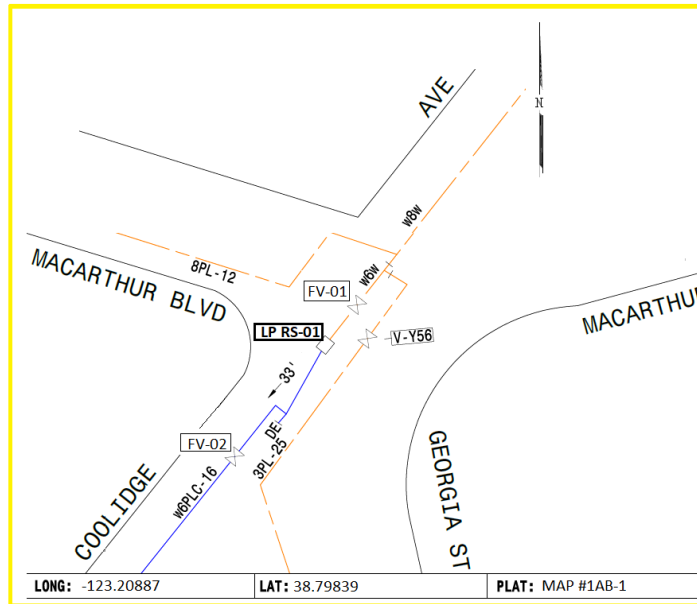 AVE
N
w8w
MACARTHUR BLVD
8PL-12
w6w
FV-01
MACARTHUR
LP RS-01
V-Y56
33'
DE
FV-02
3PL-25
w6PLC-16
COOLIDGE
GEORGIA ST
LONG: -123.20887 LAT: 38.79839 PLAT: MAP #1AB-1